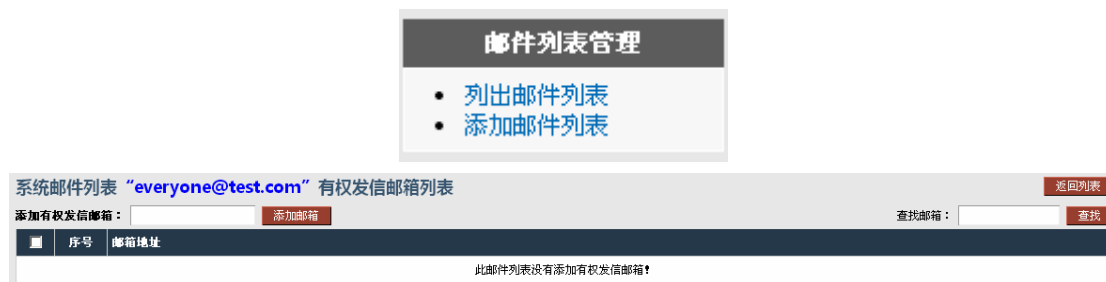 邮件列表管理
列出邮件列表
添加邮件列表
系统邮件列表“everyone@test.com”有权发信邮箱列表 返回列表
添加有权发信邮箱： 添加邮箱 查找邮箱： 查找
序号 邮箱地址
此邮件列表没有添加有权发信邮箱！